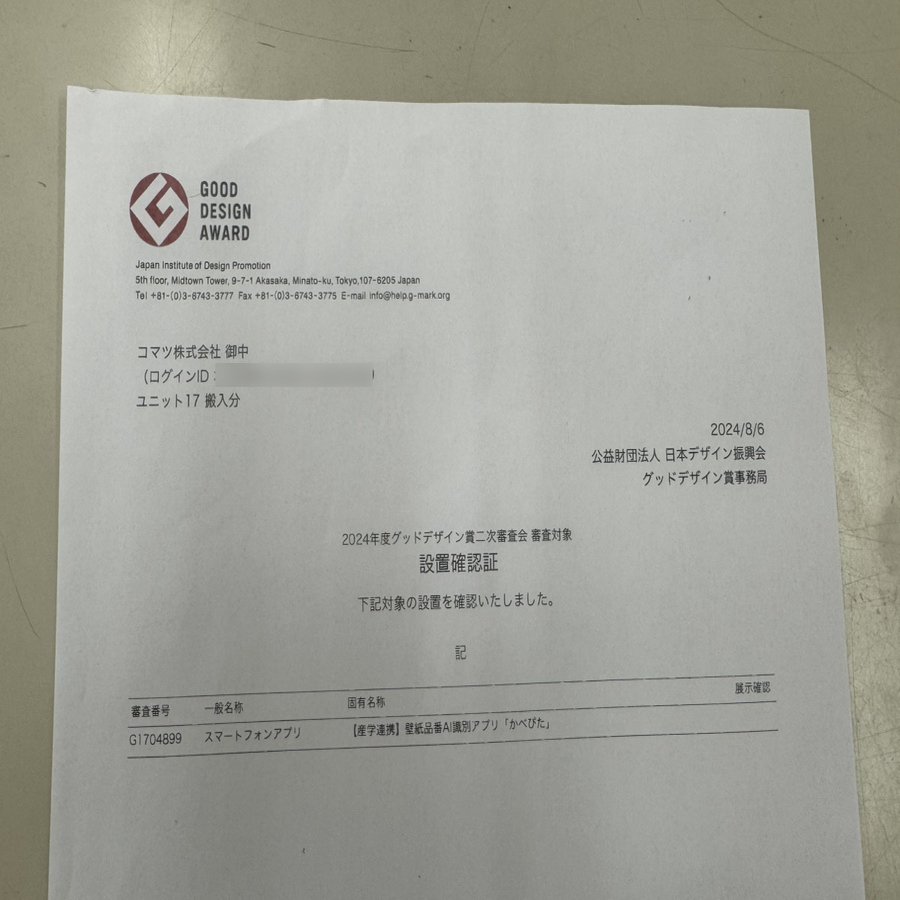 GOOD
DESIGN
AWARD
Japan Institute of Design Promotion
5th floor, Midtown Tower, 9-7-1 Akasaka, Minato-ku, Tokyo,107-6205 Japan
Tel +81-(0)3-6743-3777 Fax +81-(0)3-6743-3775 E-mail info@help.g-mark.org
コマツ株式会社 御中
（ログインID： ）
ユニット17 搬入分
2024/8/6
公益財団法人 日本デザイン振興会
グッドデザイン賞事務局
2024年度グッドデザイン賞二次審査会 審査対象
設置確認証
下記対象の設置を確認いたしました。
記
審査番号 一般名称 固有名称 展示確認
G1704899 スマートフォンアプリ 【産学連携】壁紙品番AI識別アプリ「かべぴた」